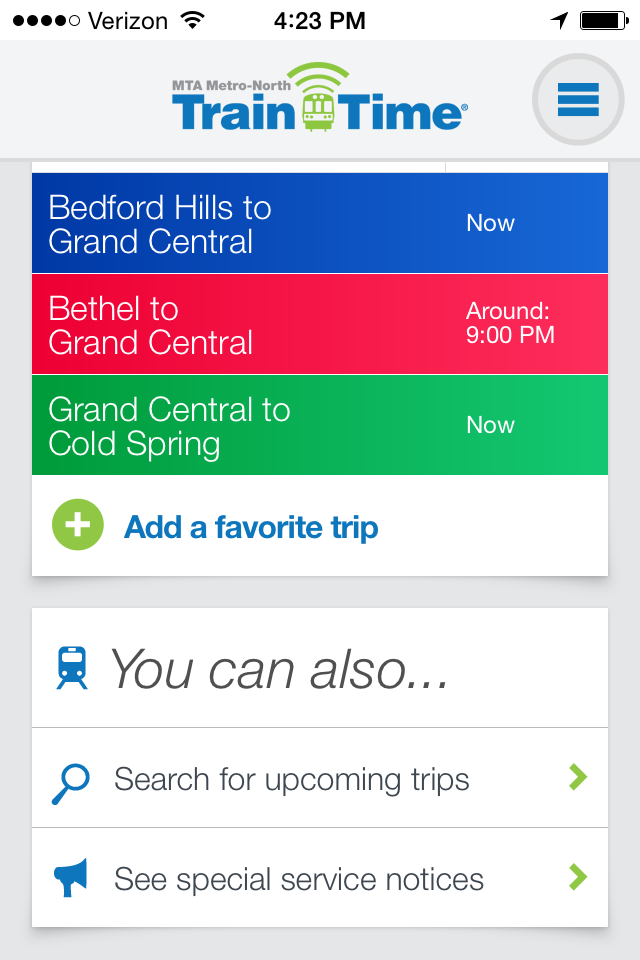 Verizon 4:23 PM
MTA Metro-North
Train Time®
Bedford Hills to
Grand Central
Now
Bethel to
Grand Central
Around:
9:00 PM
Grand Central to
Cold Spring
Now
Add a favorite trip
You can also...
Search for upcoming trips
See special service notices